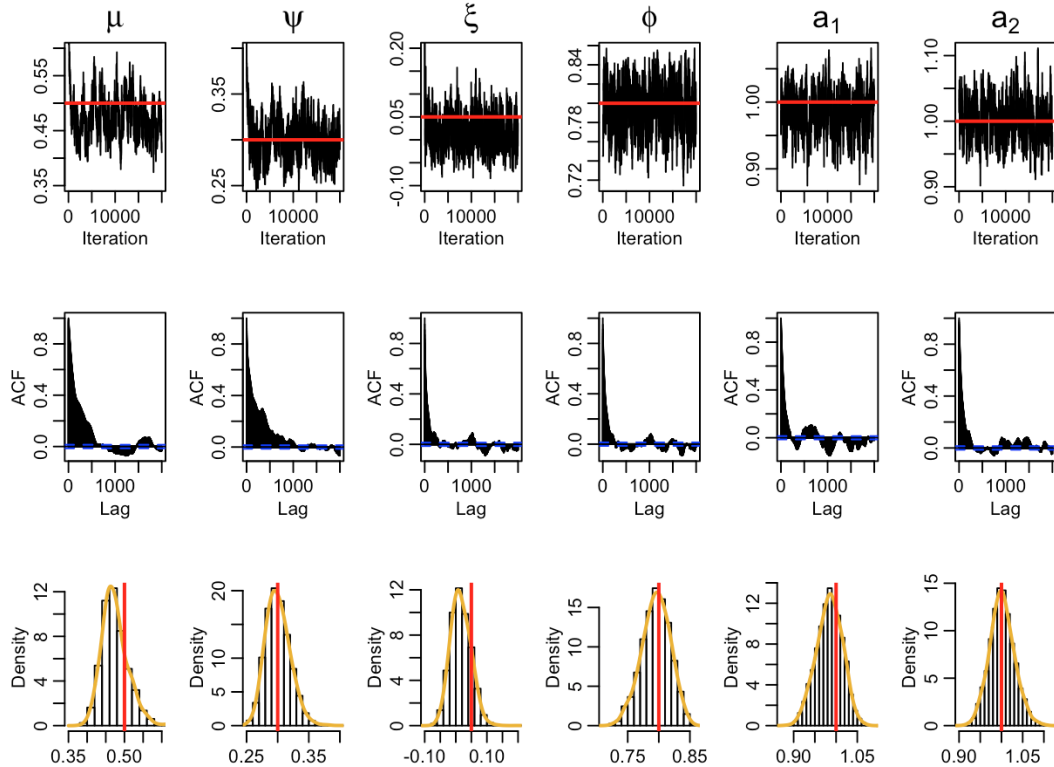 μ ψ ξ ϕ a₁ a₂
0.35 0.45 0.55
0 10000
Iteration
0.25 0.35
0 10000
Iteration
-0.10 0.05 0.20
0 10000
Iteration
0.72 0.78 0.84
0 10000
Iteration
0.90 1.00
0 10000
Iteration
0.90 1.00 1.10
0 10000
Iteration
ACF
0.0 0.4 0.8
0 1000
Lag
ACF
0.0 0.4 0.8
0 1000
Lag
ACF
0.0 0.4 0.8
0 1000
Lag
ACF
0.0 0.4 0.8
0 1000
Lag
ACF
0.0 0.4 0.8
0 1000
Lag
ACF
0.0 0.4 0.8
0 1000
Lag
Density
0 4 8 12
0.35 0.50
Density
0 5 10 20
0.25 0.35
Density
0 4 8 12
-0.10 0.10
Density
0 5 10 15
0.75 0.85
Density
0 4 8 12
0.90 1.05
Density
0 5 10 15
0.90 1.05